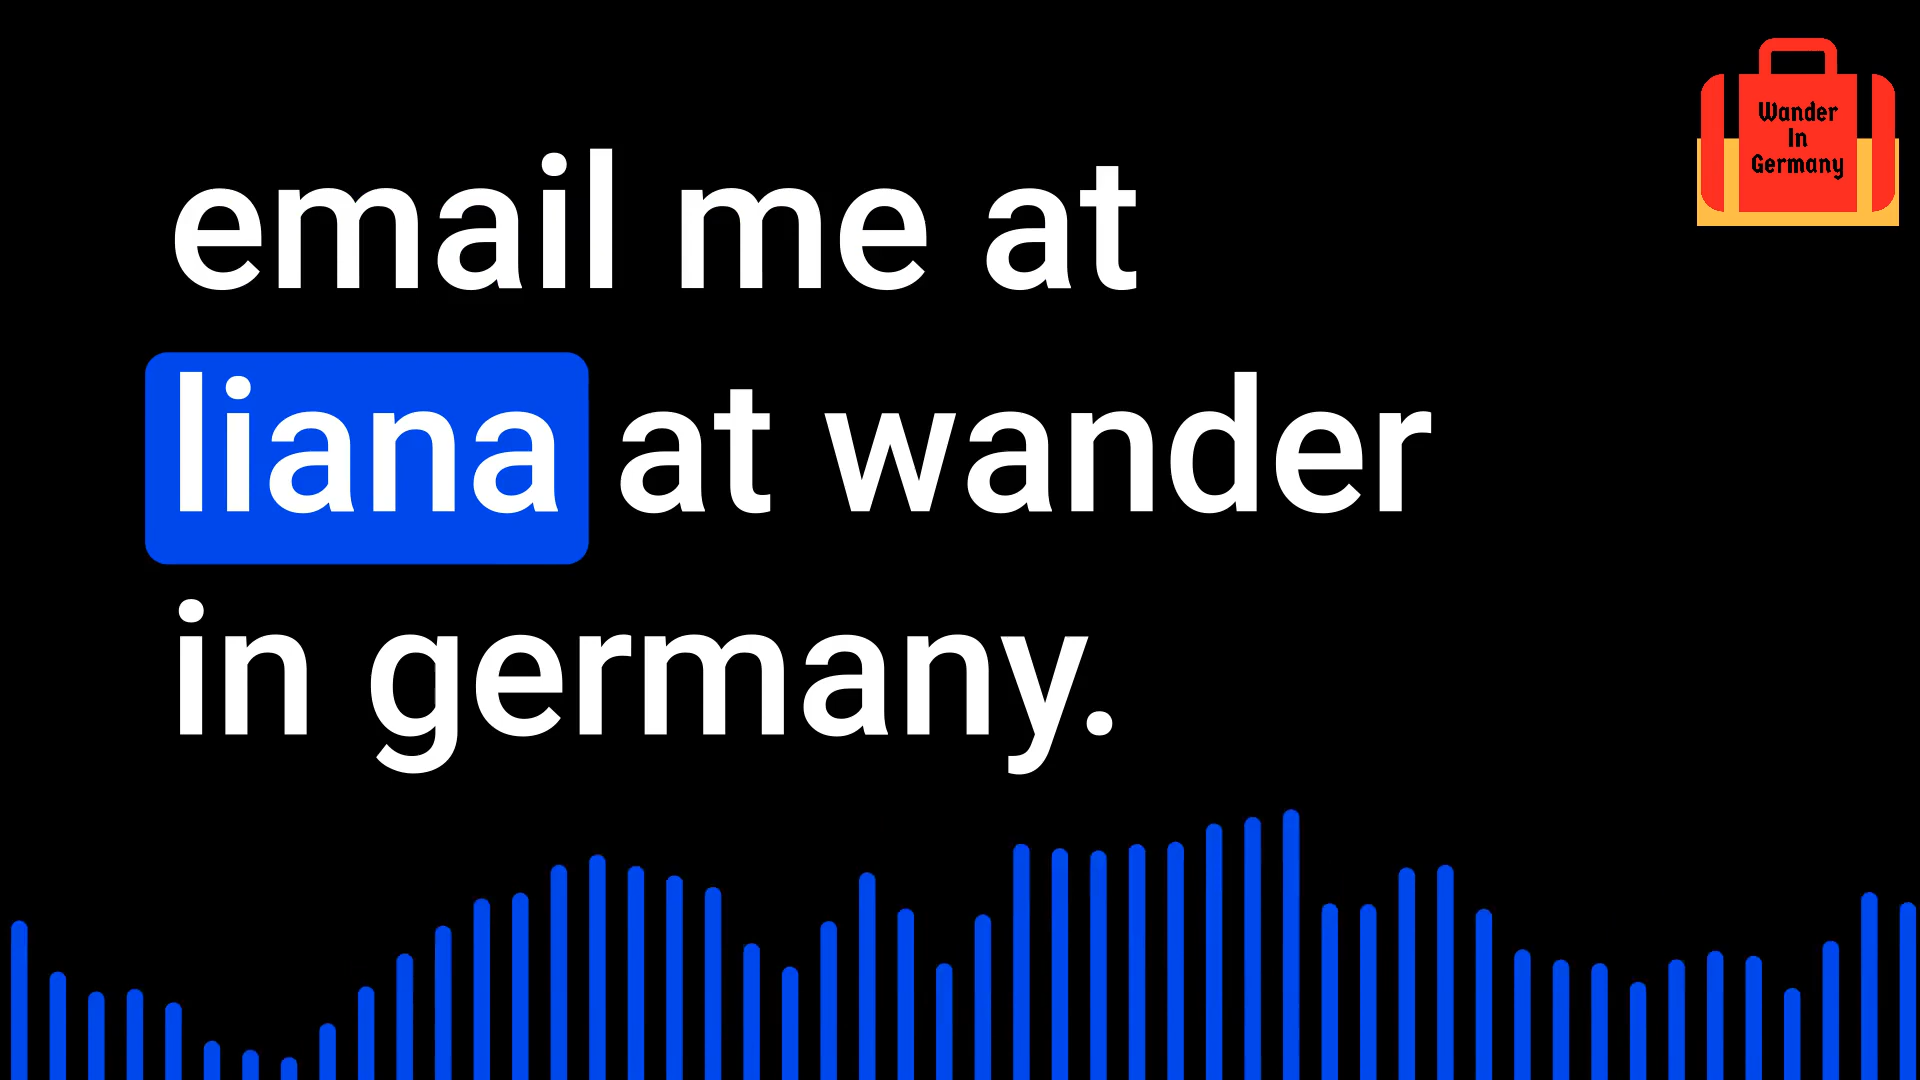 email me at
liana at wander
in germany.
Wander
In
Germany